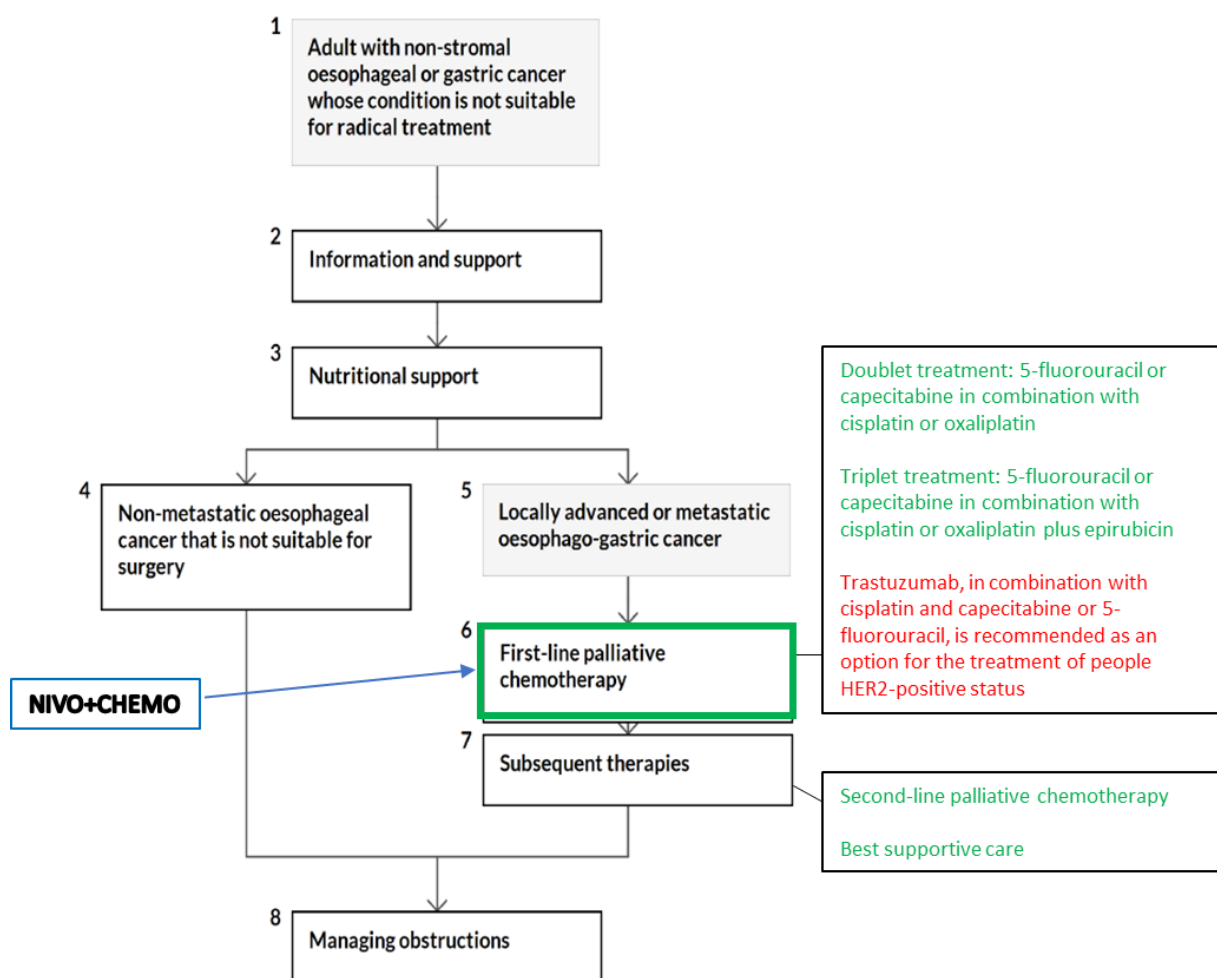 1
Adult with non-stromal
oesophageal or gastric cancer
whose condition is not suitable
for radical treatment
2
Information and support
3
Nutritional support
4
Non-metastatic oesophageal
cancer that is not suitable for
surgery
5
Locally advanced or metastatic
oesophago-gastric cancer
6
First-line palliative
chemotherapy
NIVO+CHEMO
Doublet treatment: 5-fluorouracil or
capecitabine in combination with
cisplatin or oxaliplatin
Triplet treatment: 5-fluorouracil or
capecitabine in combination with
cisplatin or oxaliplatin plus epirubicin
Trastuzumab, in combination with
cisplatin and capecitabine or 5-
fluorouracil, is recommended as an
option for the treatment of people
HER2-positive status
7
Subsequent therapies
Second-line palliative chemotherapy
Best supportive care
8
Managing obstructions